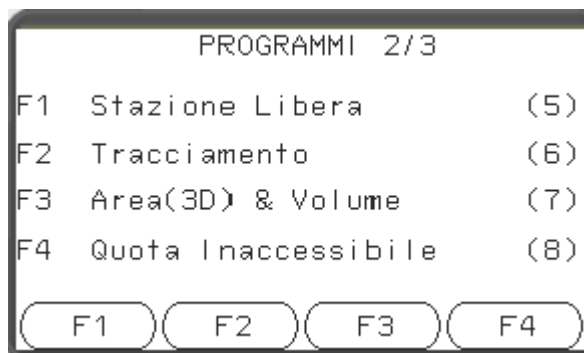 PROGRAMMI 2/3
F1 Stazione Libera (5)
F2 Tracciamento (6)
F3 Area(3D) & Volume (7)
F4 Quota Inaccessibile (8)
F1 F2 F3 F4